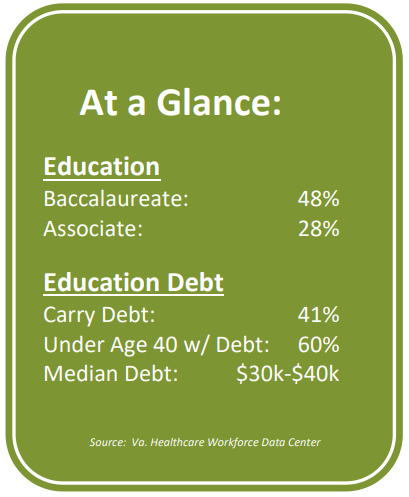 At a Glance:
Education
Baccalaureate: 48%
Associate: 28%
Education Debt
Carry Debt: 41%
Under Age 40 w/ Debt: 60%
Median Debt: $30k-$40k
Source: Va. Healthcare Workforce Data Center